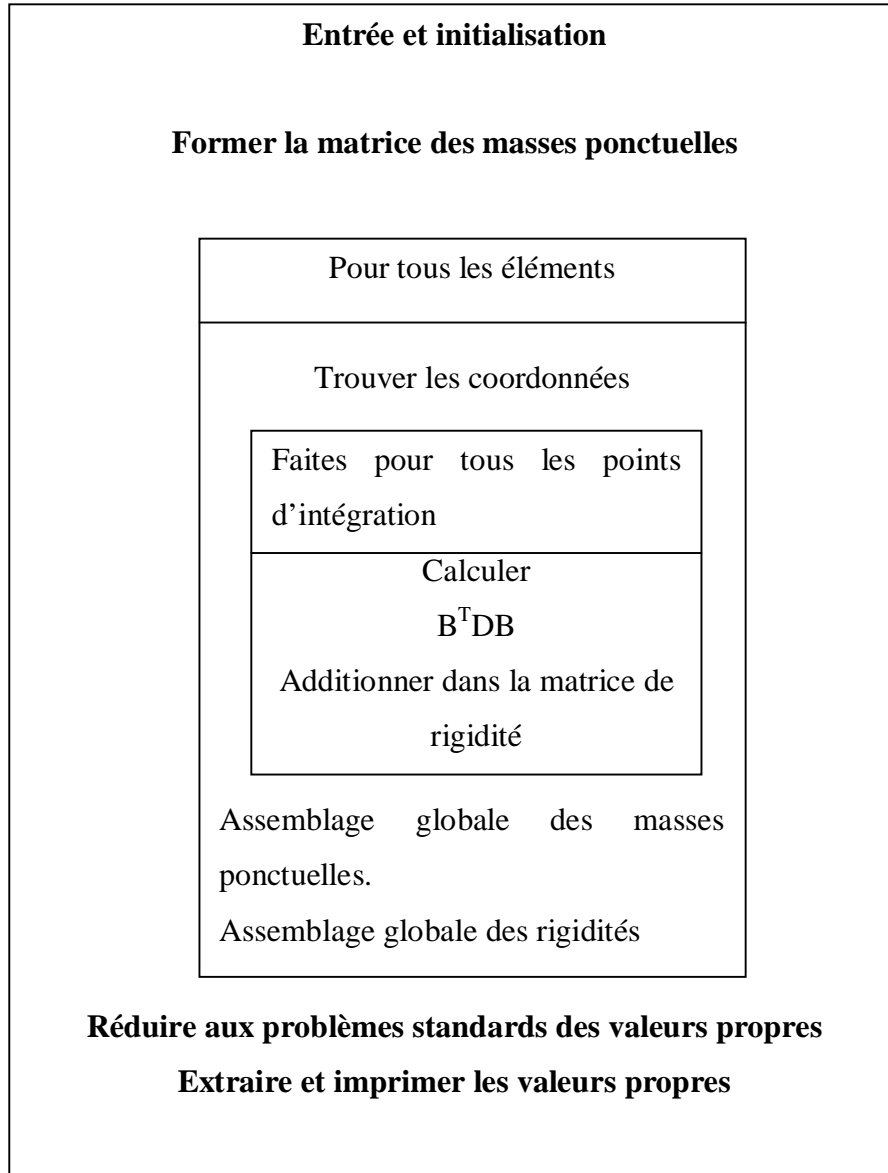 Entrée et initialisation
Former la matrice des masses ponctuelles
Pour tous les éléments
Trouver les coordonnées
Faites pour tous les points
d’intégration
Calculer
BᵀDB
Additionner dans la matrice de
rigidité
Assemblage globale des masses
ponctuelles.
Assemblage globale des rigidités
Réduire aux problèmes standards des valeurs propres
Extraire et imprimer les valeurs propres